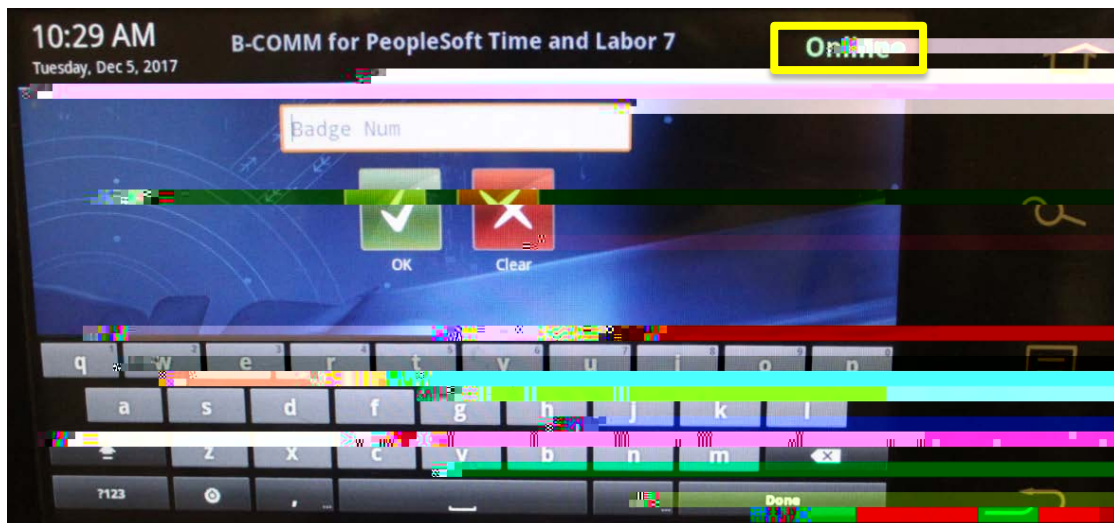 10:29 AM
Tuesday, Dec 5, 2017
B-COMM for PeopleSoft Time and Labor 7
Online
Badge Num
OK
Clear
q w e r t y u i o p
a s d f g h j k l
z x c v b n m
?123 , ... ... Done